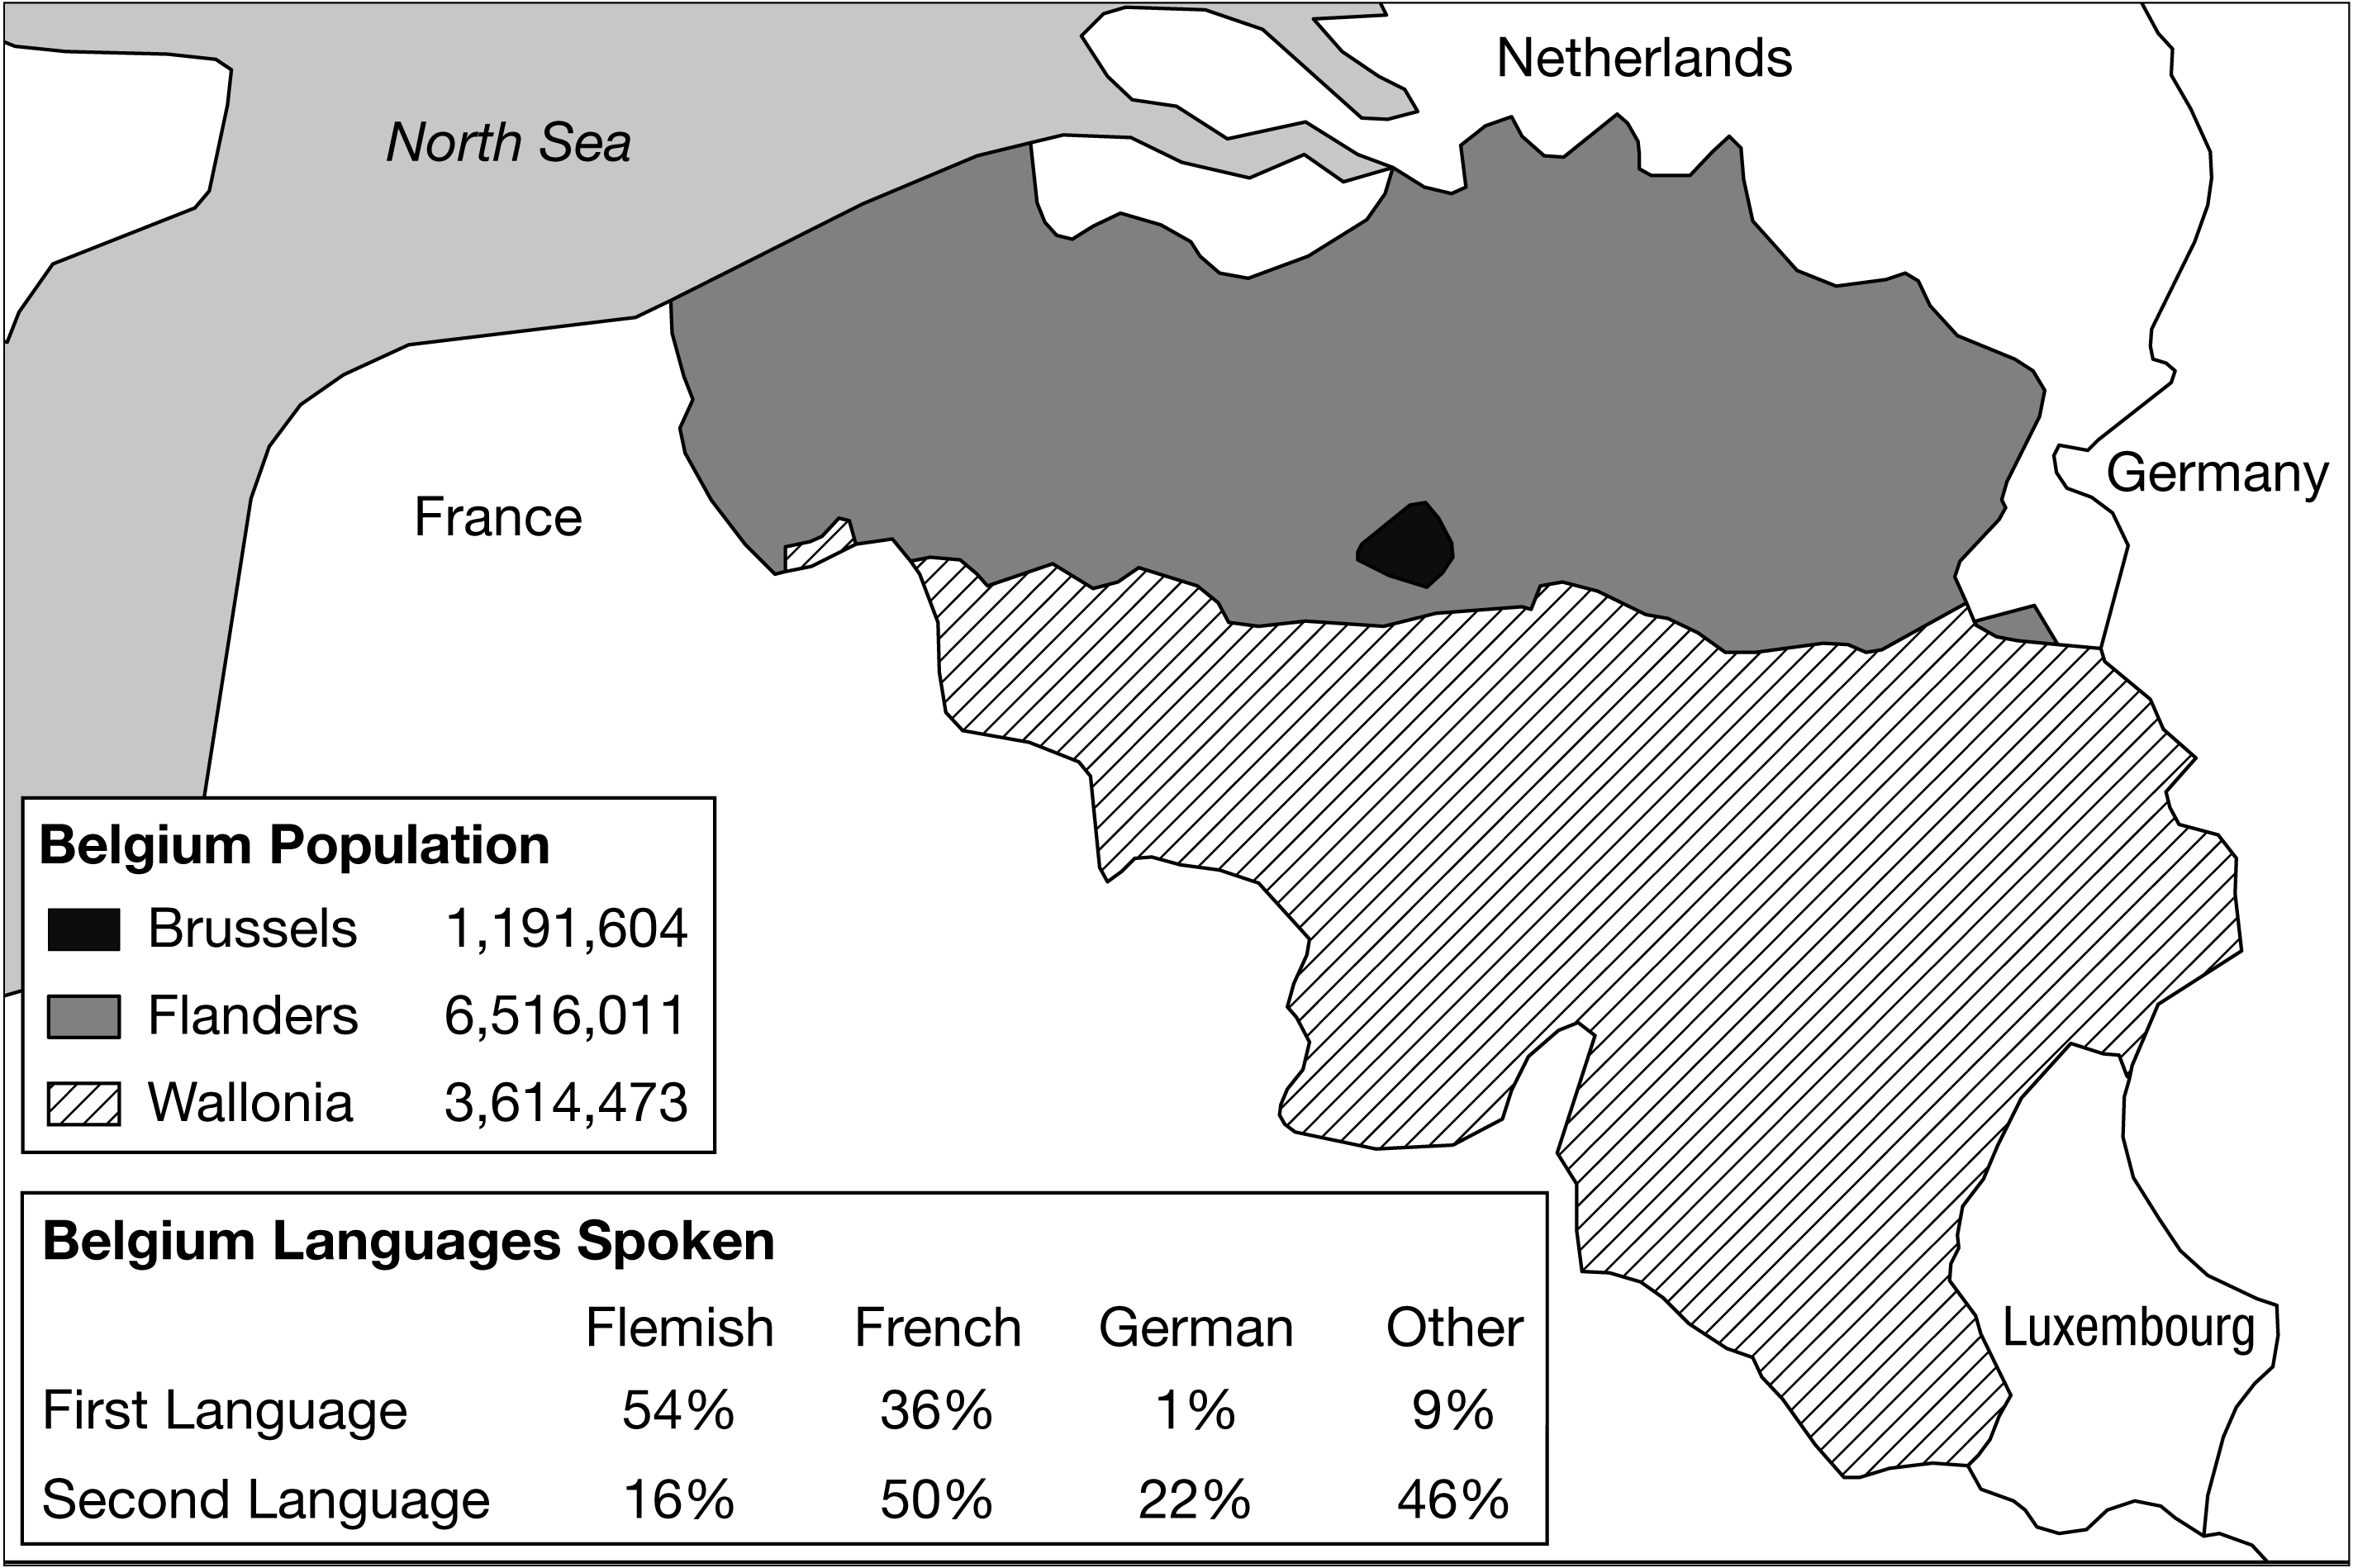 Netherlands
North Sea
Germany
France
Belgium Population
Brussels 1,191,604
Flanders 6,516,011
Wallonia 3,614,473
Belgium Languages Spoken
Flemish French German Other
First Language 54% 36% 1% 9%
Second Language 16% 50% 22% 46%
Luxembourg